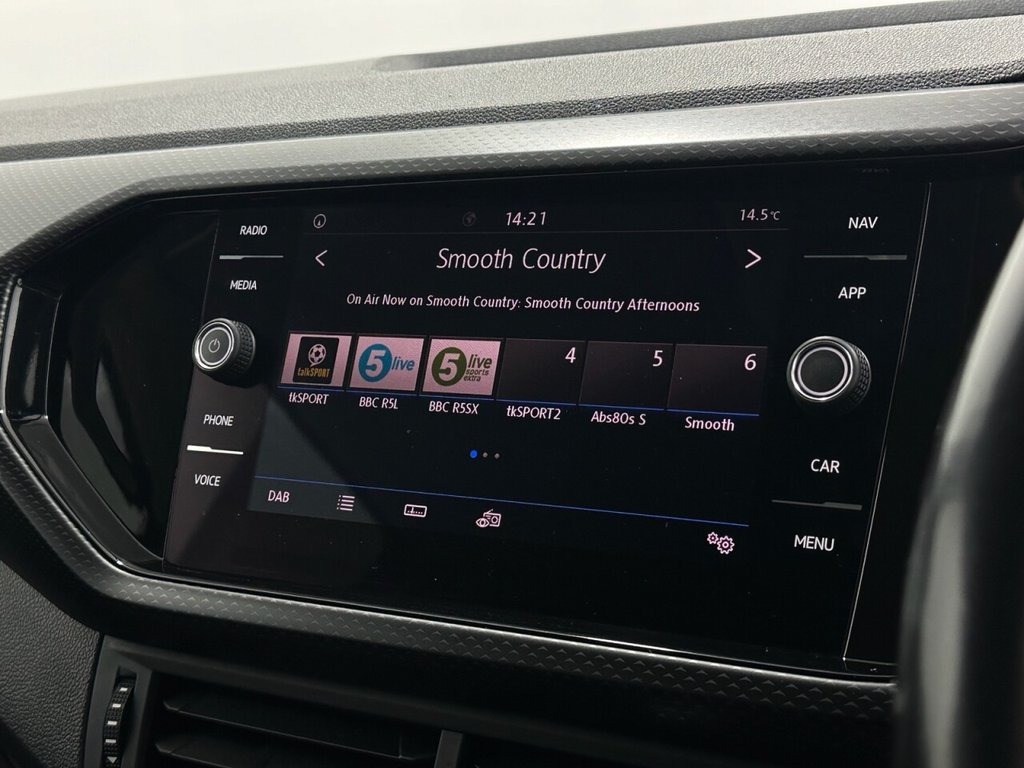 14:21
14.5°C
RADIO
NAV
Smooth Country
MEDIA
APP
On Air Now on Smooth Country: Smooth Country Afternoons
talkSPORT
5 live
5 live sports extra
4
5
6
tkSPORT
BBC R5L
BBC R5SX
tkSPORT2
Abs80s S
Smooth
PHONE
CAR
VOICE
DAB
MENU